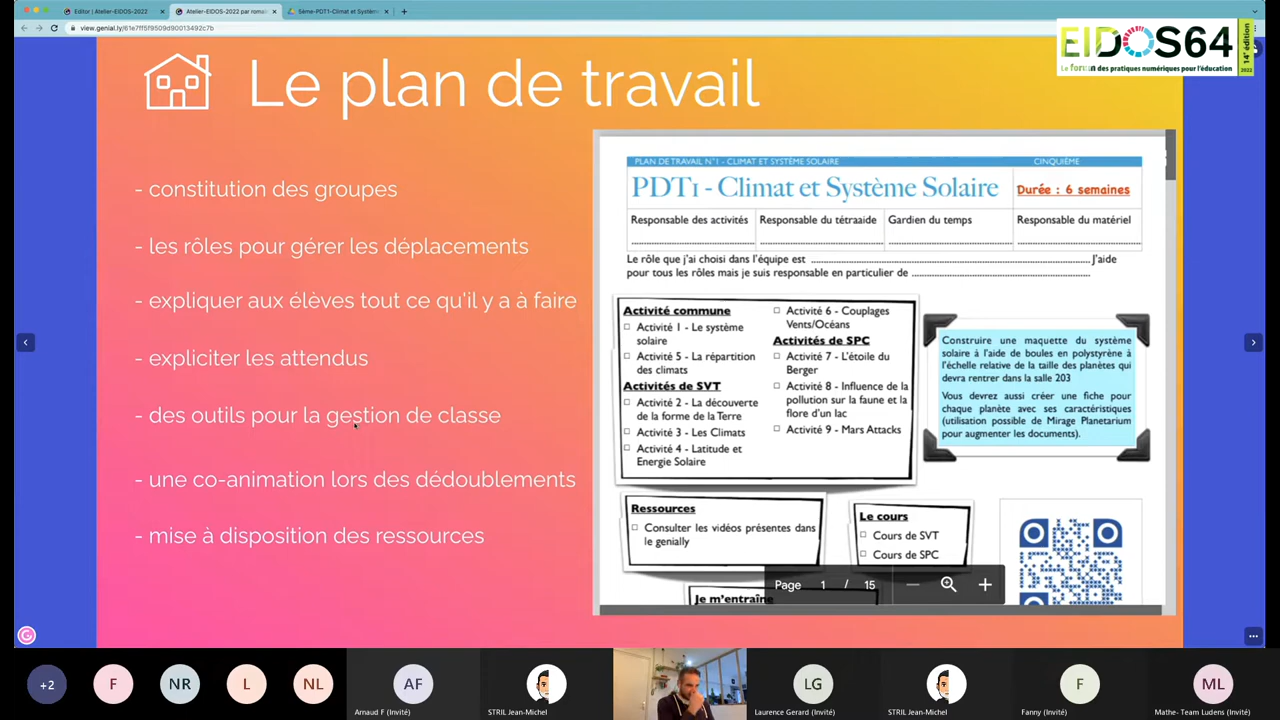 Editor | Atelier-EIDOS-2022
Atelier-EIDOS-2022 par romain
5ème-PDT1-Climat et Système
view.genial.ly/61e7ff5f9509d90013492c7b
EIDOS64
14e édition
2022
Le forum des pratiques numériques pour l'éducation
Le plan de travail
- constitution des groupes
- les rôles pour gérer les déplacements
- expliquer aux élèves tout ce qu'il y a à faire
- expliciter les attendus
- des outils pour la gestion de classe
- une co-animation lors des dédoublements
- mise à disposition des ressources
PLAN DE TRAVAIL N°1 - CLIMAT ET SYSTÈME SOLAIRE
CINQUIÈME
PDT1 - Climat et Système Solaire
Durée : 6 semaines
Responsable des activités
Responsable du tétraaide
Gardien du temps
Responsable du matériel
Le rôle que j'ai choisi dans l'équipe est J'aide
pour tous les rôles mais je suis responsable en particulier de
Activité commune
Activité 1 - Le système
solaire
Activité 5 - La répartition
des climats
Activités de SVT
Activité 2 - La découverte
de la forme de la Terre
Activité 3 - Les Climats
Activité 4 - Latitude et
Energie Solaire
Activité 6 - Couplages
Vents/Océans
Activités de SPC
Activité 7 - L'étoile du
Berger
Activité 8 - Influence de la
pollution sur la faune et la
flore d'un lac
Activité 9 - Mars Attacks
Construire une maquette du système
solaire à l'aide de boules en polystyrène à
l'échelle relative de la taille des planètes qui
devra rentrer dans la salle 203
Vous devrez aussi créer une fiche pour
chaque planète avec ses caractéristiques
(utilisation possible de Mirage Planetarium
pour augmenter les documents).
Ressources
Consulter les vidéos présentes dans
le genially
Le cours
Cours de SVT
Cours de SPC
Je m'entraîne
Page 1 / 15
+2
F
NR
L
NL
AF
Arnaud F (Invité)
STRIL Jean-Michel
LG
Laurence Gerard (Invité)
STRIL Jean-Michel
F
Fanny (Invité)
ML
Mathe- Team Ludens (Invité)